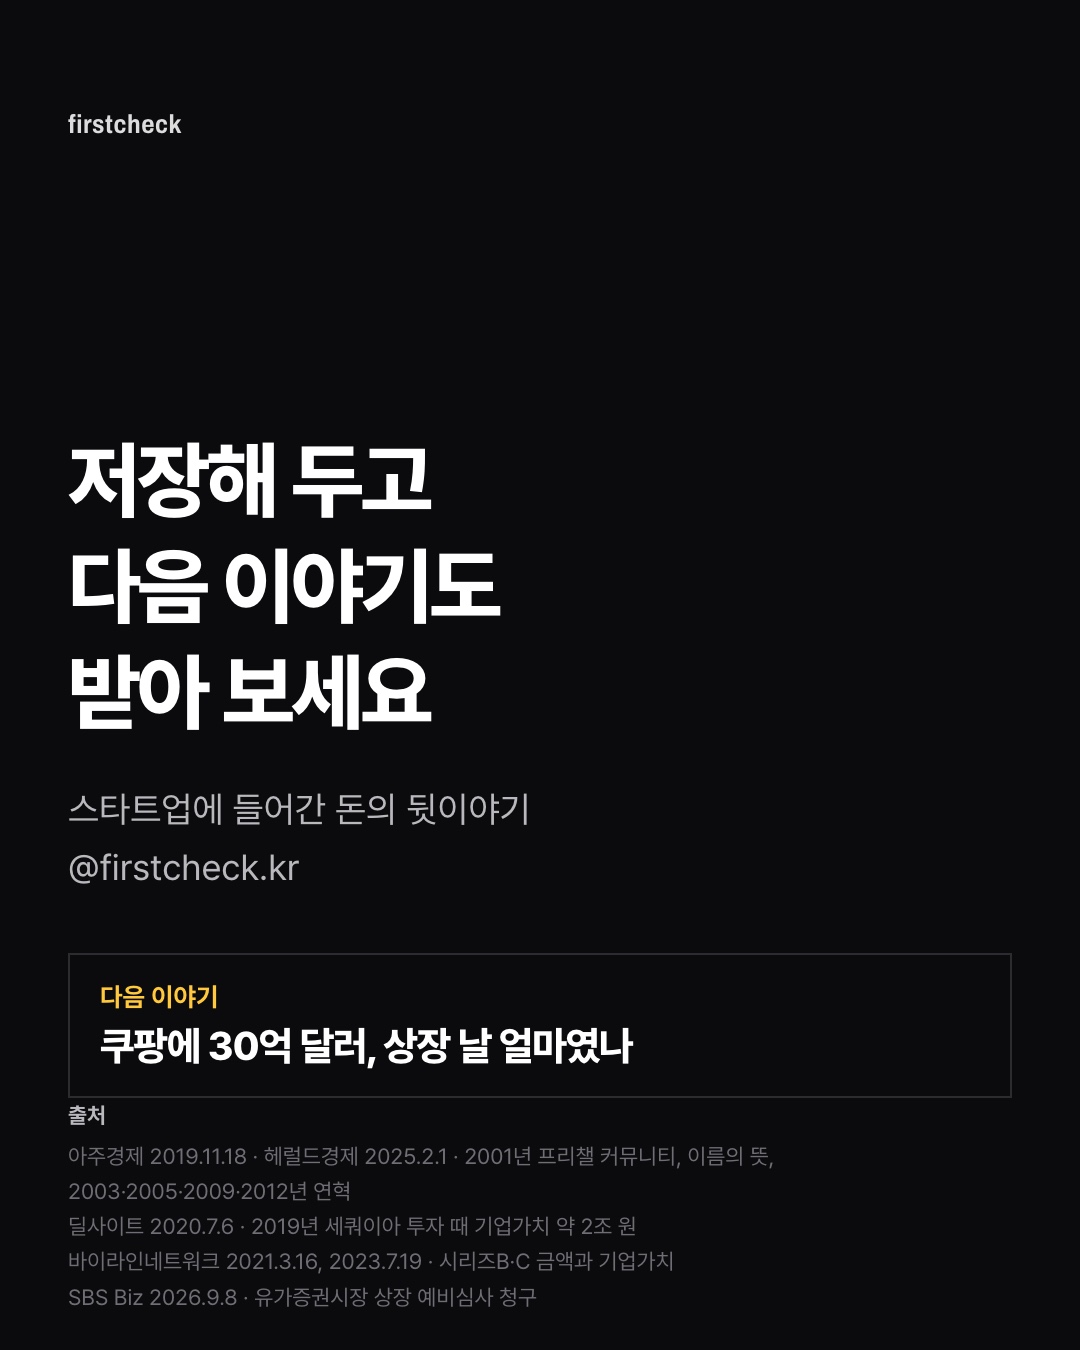 firstcheck
저장해 두고
다음 이야기도
받아 보세요
스타트업에 들어간 돈의 뒷이야기
@firstcheck.kr
다음 이야기
쿠팡에 30억 달러, 상장 날 얼마였나
출처
아주경제 2019.11.18 · 헤럴드경제 2025.2.1 · 2001년 프리챌 커뮤니티, 이름의 뜻,
2003·2005·2009·2012년 연혁
딜사이트 2020.7.6 · 2019년 세쿼이아 투자 때 기업가치 약 2조 원
바이라인네트워크 2021.3.16, 2023.7.19 · 시리즈B·C 금액과 기업가치
SBS Biz 2026.9.8 · 유가증권시장 상장 예비심사 청구